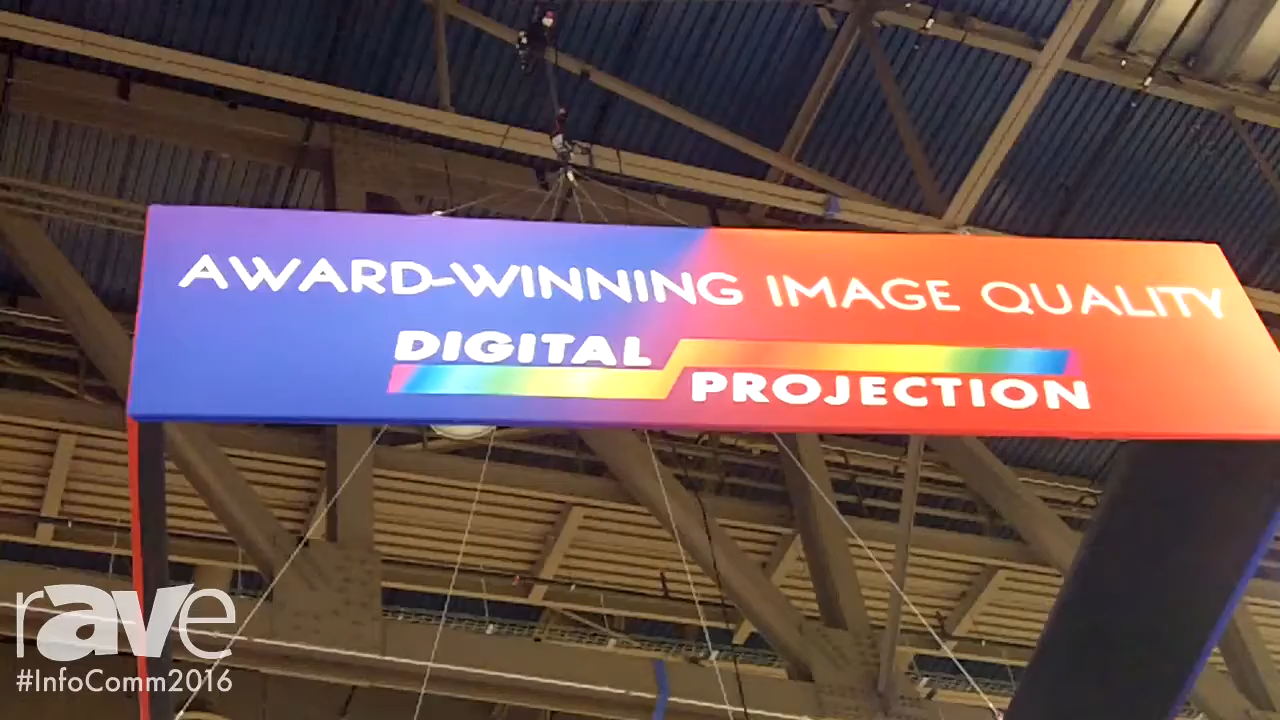 AWARD-WINNING IMAGE QUALITY
DIGITAL
PROJECTION
rave
#InfoComm2016